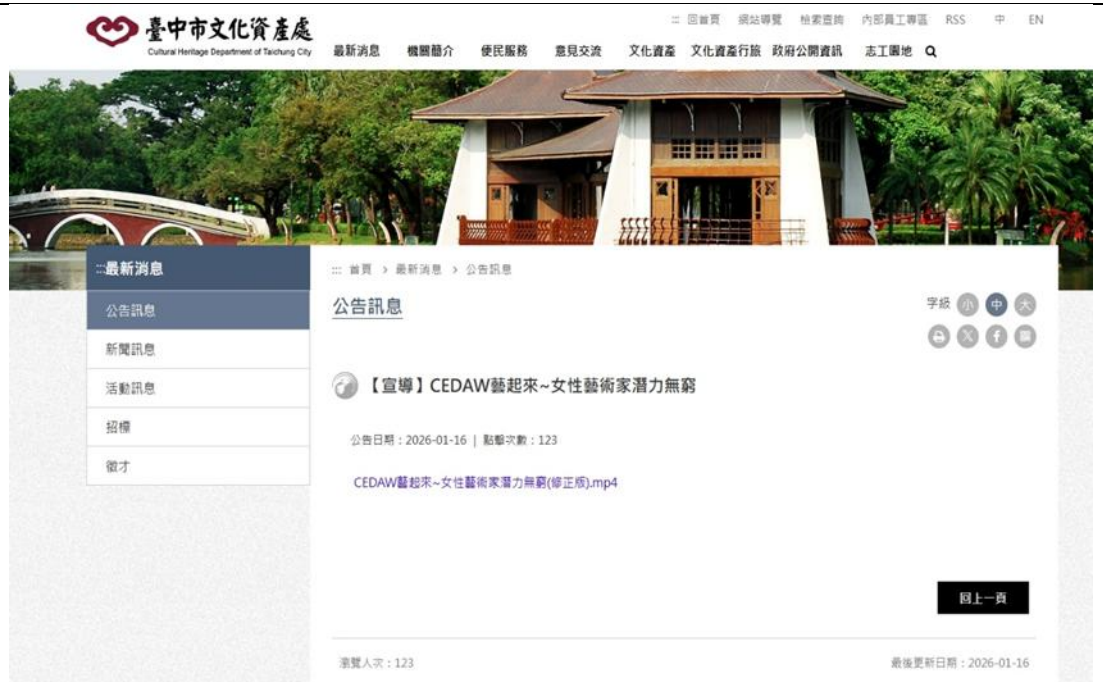 ::: 回首頁 網站導覽 檢索查詢 內部員工專區 RSS 中 EN
臺中市文化資產處
Cultural Heritage Department of Taichung City
最新消息 機關簡介 便民服務 意見交流 文化資產 文化資產行旅 政府公開資訊 志工園地
:::最新消息
公告訊息
新聞訊息
活動訊息
招標
徵才
::: 首頁 › 最新消息 › 公告訊息
公告訊息
字級 小 中 大
【宣導】CEDAW藝起來~女性藝術家潛力無窮
公告日期：2026-01-16 | 點擊次數：123
CEDAW藝起來~女性藝術家潛力無窮(修正版).mp4
回上一頁
瀏覽人次：123 最後更新日期：2026-01-16